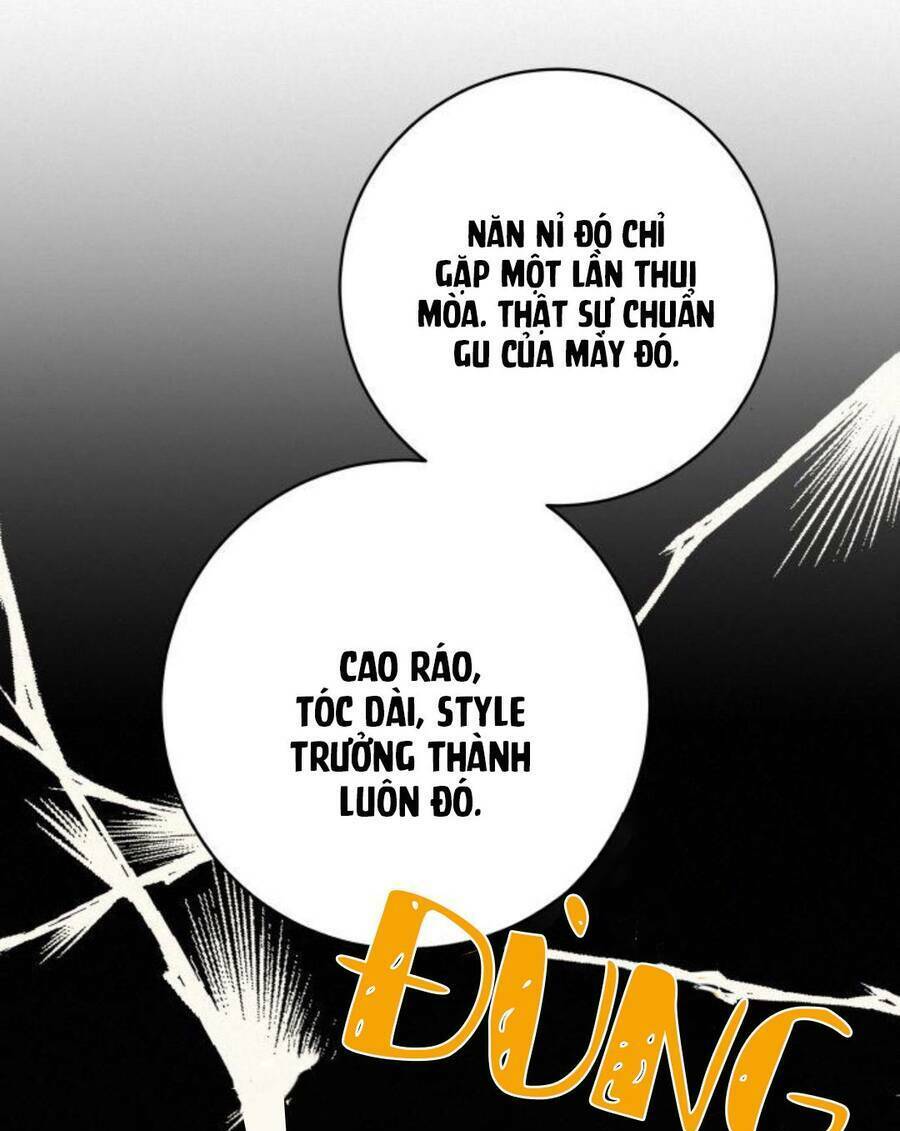 NĂN NỈ ĐÓ CHỈ
GẶP MỘT LẦN THUI
MÒA. THẬT SỰ CHUẨN
GU CỦA MÀY ĐÓ.
CAO RÁO,
TÓC DÀI, STYLE
TRƯỞNG THÀNH
LUÔN ĐÓ.
ĐÙNG